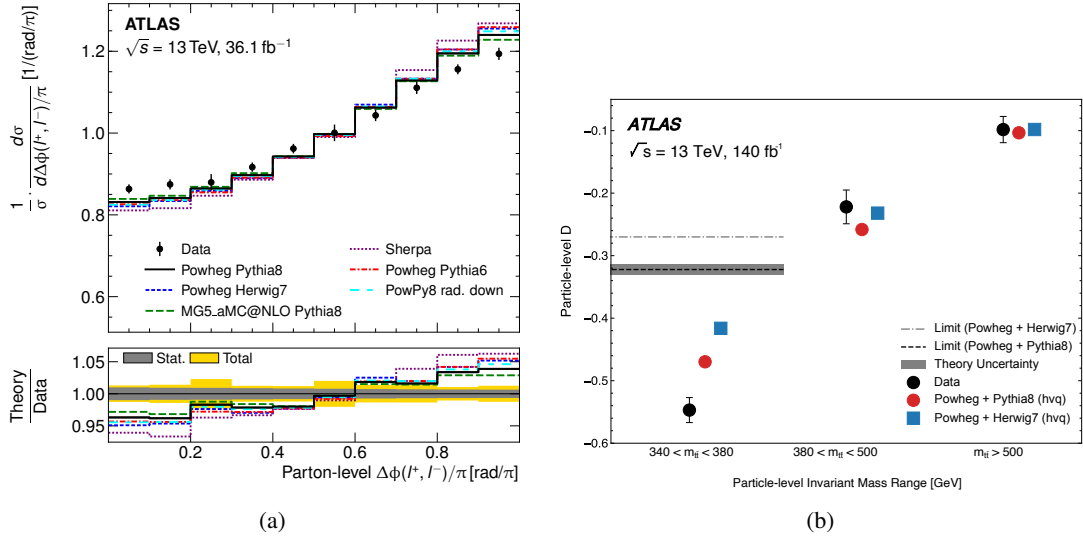 ATLAS
√s = 13 TeV, 36.1 fb⁻¹
1/σ · dσ/dΔϕ(l⁺, l⁻)/π [1/(rad/π)]
1.2
1.0
0.8
0.6
Data
Powheg Pythia8
Powheg Herwig7
MG5_aMC@NLO Pythia8
Sherpa
Powheg Pythia6
PowPy8 rad. down
Stat.
Total
Theory
Data
1.05
1.00
0.95
0.2
0.4
0.6
0.8
Parton-level Δϕ(l⁺, l⁻)/π [rad/π]
(a)
ATLAS
√s = 13 TeV, 140 fb¹
Particle-level D
−0.1
−0.2
−0.3
−0.4
−0.5
−0.6
Limit (Powheg + Herwig7)
Limit (Powheg + Pythia8)
Theory Uncertainty
Data
Powheg + Pythia8 (hvq)
Powheg + Herwig7 (hvq)
340 < m_tt̄ < 380
380 < m_tt̄ < 500
m_tt̄ > 500
Particle-level Invariant Mass Range [GeV]
(b)